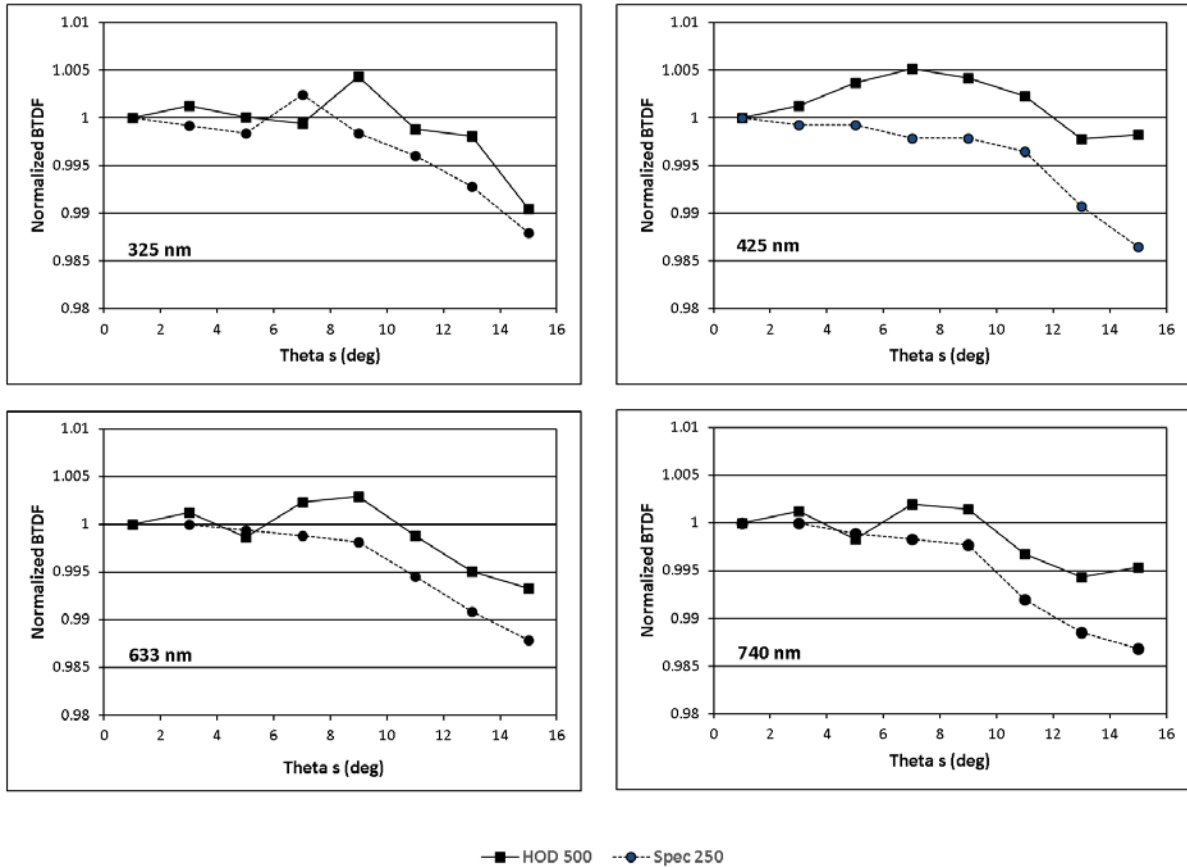 1.01
1.005
1
0.995
0.99
0.985
0.98
Normalized BTDF
325 nm
0 2 4 6 8 10 12 14 16
Theta s (deg)
1.01
1.005
1
0.995
0.99
0.985
0.98
Normalized BTDF
425 nm
0 2 4 6 8 10 12 14 16
Theta s (deg)
1.01
1.005
1
0.995
0.99
0.985
0.98
Normalized BTDF
633 nm
0 2 4 6 8 10 12 14 16
Theta s (deg)
1.01
1.005
1
0.995
0.99
0.985
0.98
Normalized BTDF
740 nm
0 2 4 6 8 10 12 14 16
Theta s (deg)
HOD 500 Spec 250